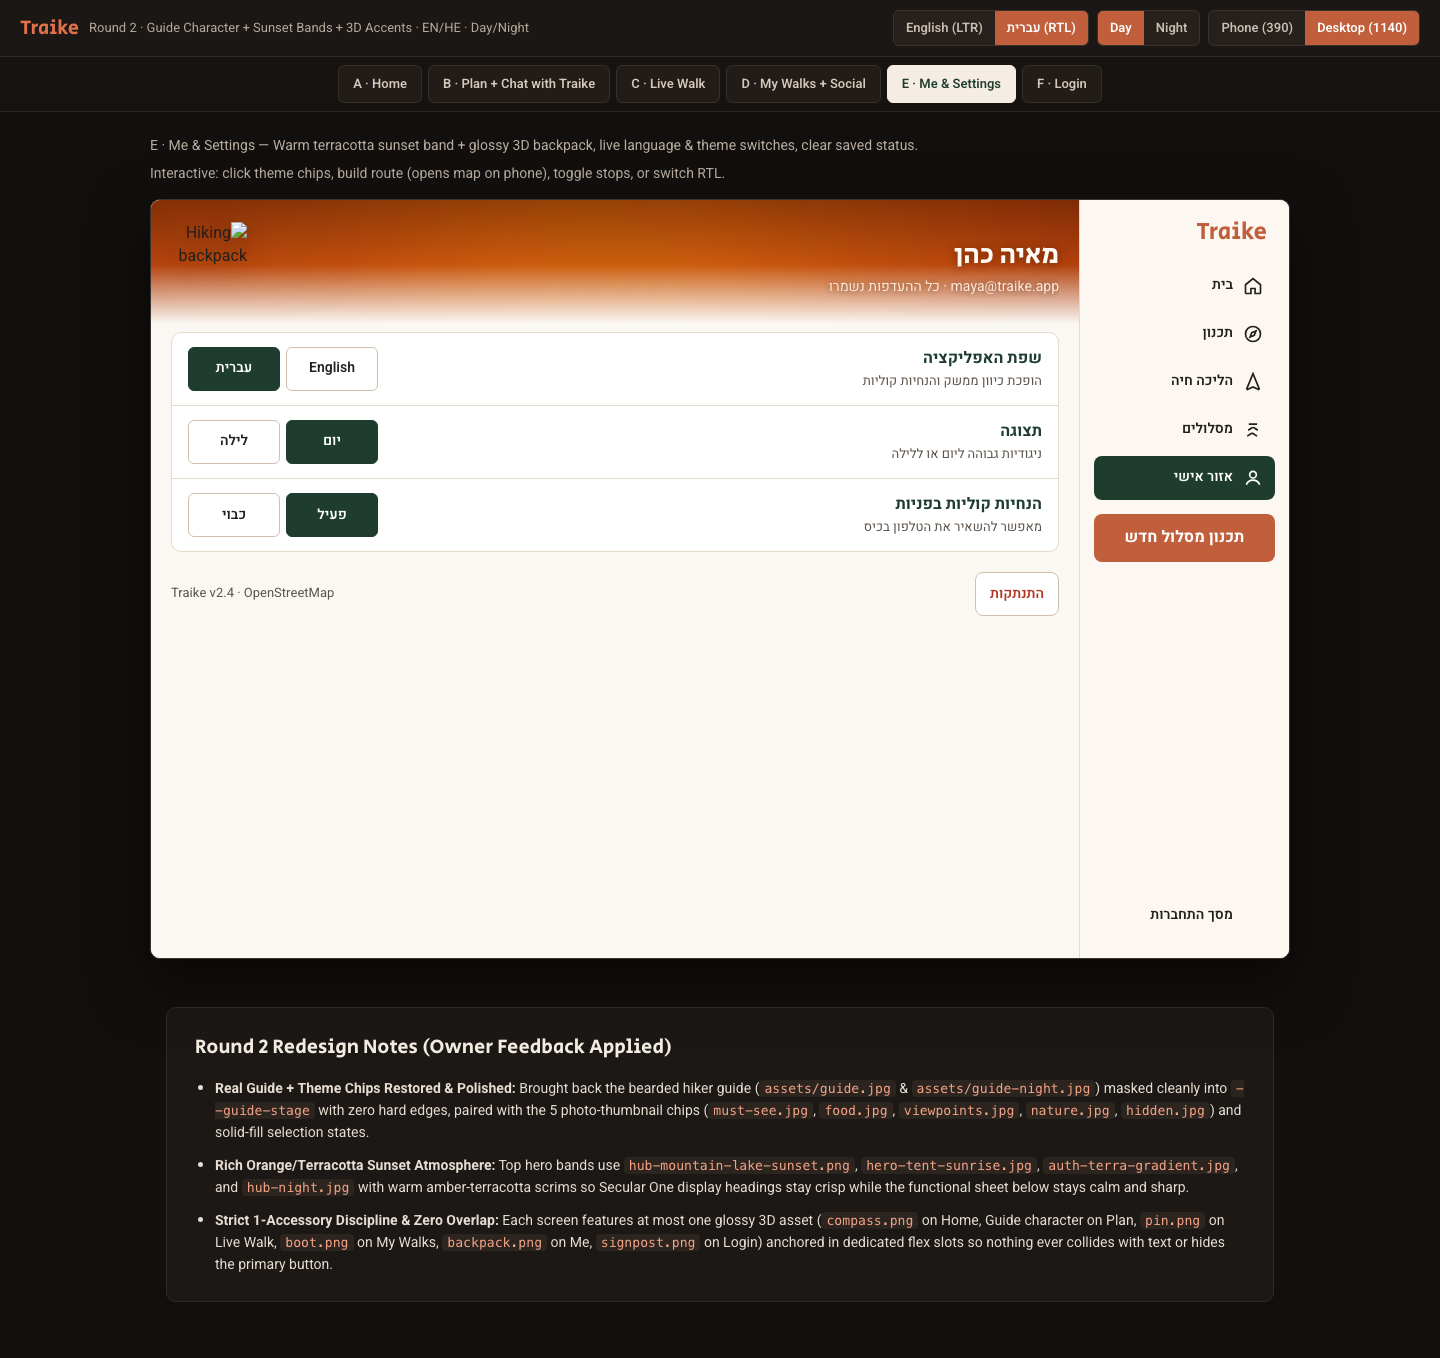 Traike Round 2 · Guide Character + Sunset Bands + 3D Accents · EN/HE · Day/Night
English (LTR) עברית (RTL) Day Night Phone (390) Desktop (1140)
A · Home B · Plan + Chat with Traike C · Live Walk D · My Walks + Social E · Me & Settings F · Login
E · Me & Settings — Warm terracotta sunset band + glossy 3D backpack, live language & theme switches, clear saved status.
Interactive: click theme chips, build route (opens map on phone), toggle stops, or switch RTL.
Traike
בית
תכנון
הליכה חיה
מסלולים
אזור אישי
תכנון מסלול חדש
מסך התחברות
Hiking
backpack
מאיה כהן
maya@traike.app · כל ההעדפות נשמרו
שפת האפליקציה
הופכת כיוון ממשק והנחיות קוליות
English עברית
תצוגה
ניגודיות גבוהה ליום או ללילה
יום לילה
הנחיות קוליות בפניות
מאפשר להשאיר את הטלפון בכיס
פעיל כבוי
התנתקות
Traike v2.4 · OpenStreetMap
Round 2 Redesign Notes (Owner Feedback Applied)
• Real Guide + Theme Chips Restored & Polished: Brought back the bearded hiker guide ( assets/guide.jpg & assets/guide-night.jpg ) masked cleanly into -
-guide-stage with zero hard edges, paired with the 5 photo-thumbnail chips ( must-see.jpg , food.jpg , viewpoints.jpg , nature.jpg , hidden.jpg ) and
solid-fill selection states.
• Rich Orange/Terracotta Sunset Atmosphere: Top hero bands use hub-mountain-lake-sunset.png , hero-tent-sunrise.jpg , auth-terra-gradient.jpg ,
and hub-night.jpg with warm amber-terracotta scrims so Secular One display headings stay crisp while the functional sheet below stays calm and sharp.
• Strict 1-Accessory Discipline & Zero Overlap: Each screen features at most one glossy 3D asset ( compass.png on Home, Guide character on Plan, pin.png on
Live Walk, boot.png on My Walks, backpack.png on Me, signpost.png on Login) anchored in dedicated flex slots so nothing ever collides with text or hides
the primary button.